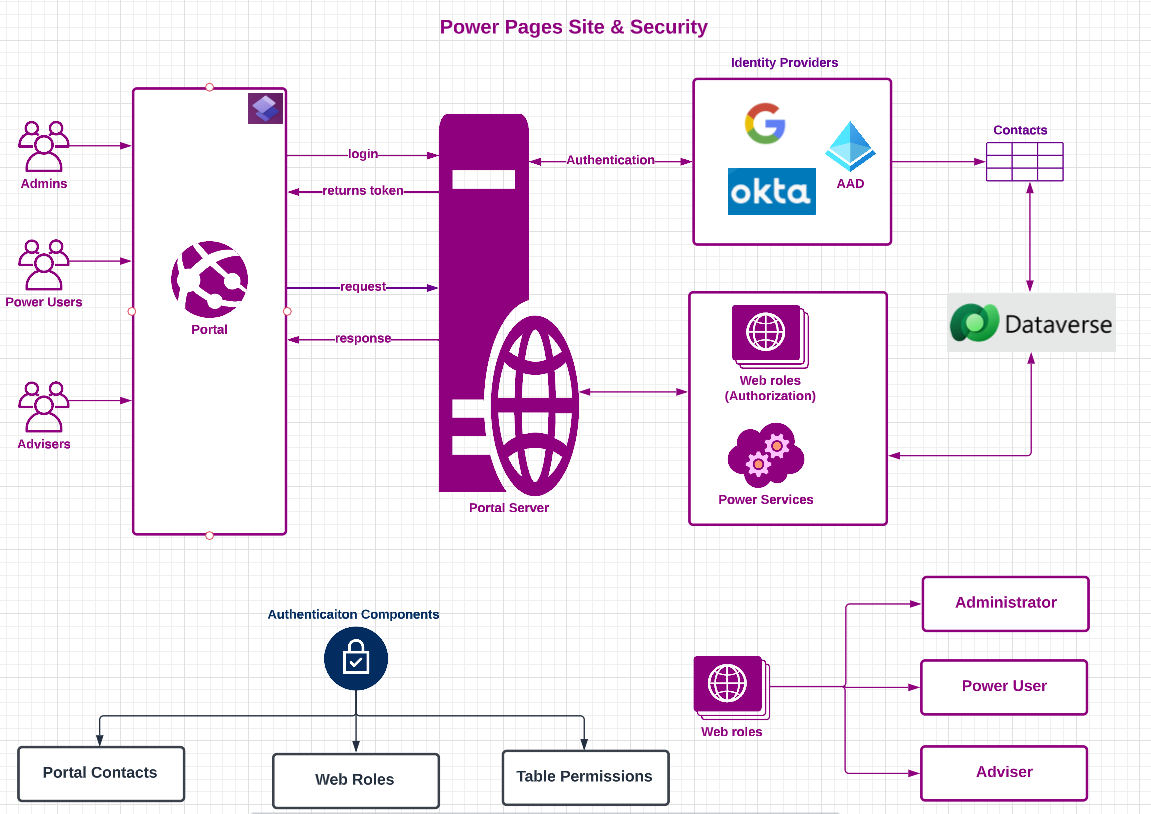 Power Pages Site & Security
Identity Providers
Admins
Power Users
Advisers
Portal
login
returns token
request
response
Portal Server
Authentication
okta
AAD
Contacts
Dataverse
Web roles
(Authorization)
Power Services
Authenticaiton Components
Portal Contacts
Web Roles
Table Permissions
Web roles
Administrator
Power User
Adviser